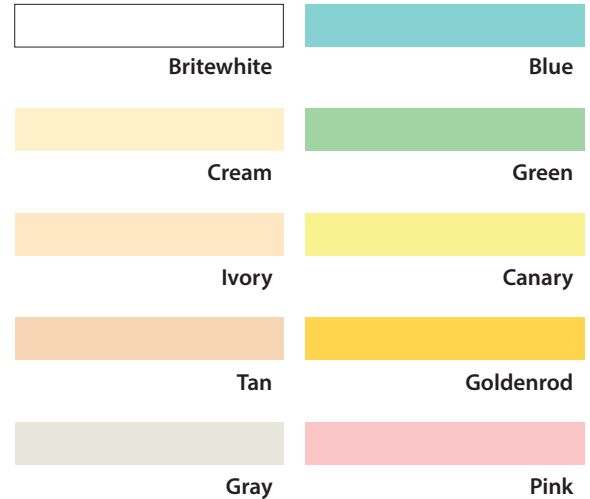 Britewhite
Blue
Cream
Green
Ivory
Canary
Tan
Goldenrod
Gray
Pink